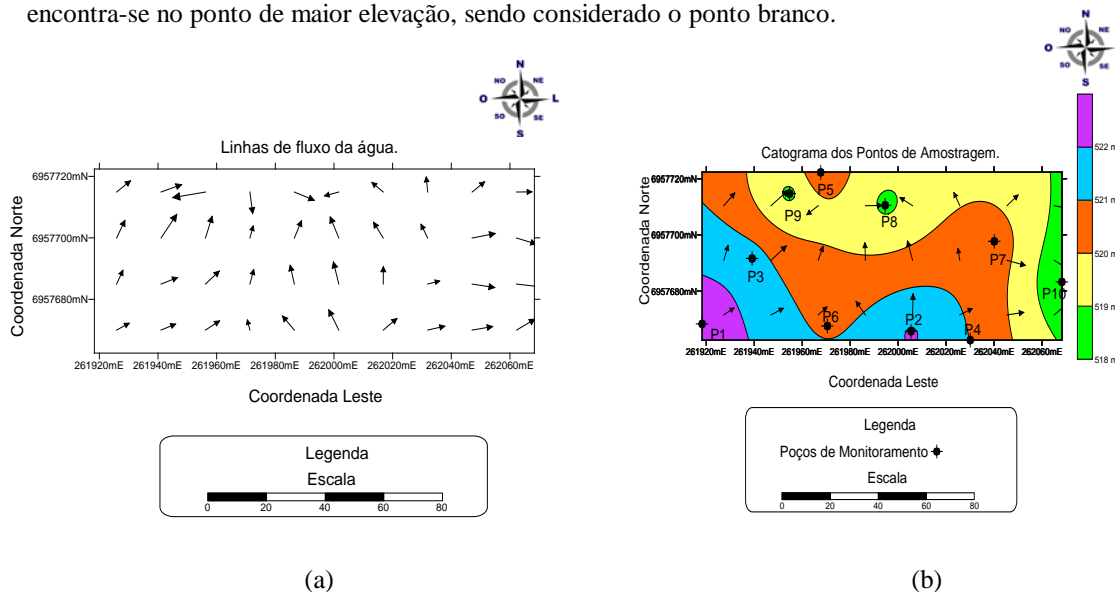 encontra-se no ponto de maior elevação, sendo considerado o ponto branco.
N
NO NE
O L
SO SE
S
Linhas de fluxo da água.
6957720mN
6957700mN
6957680mN
Coordenada Norte
261920mE 261940mE 261960mE 261980mE 262000mE 262020mE 262040mE 262060mE
Coordenada Leste
Legenda
Escala
0 20 40 60 80
(a)
N
NO NE
O
SO SE
S
Catograma dos Pontos de Amostragem.
6957720mN
6957700mN
6957680mN
Coordenada Norte
P5
P9
P8
P7
P3
P10
P6
P2
P4
P1
522 m
521 m
520 m
519 m
518 m
261920mE 261940mE 261960mE 261980mE 262000mE 262020mE 262040mE 262060mE
Coordenada Leste
Legenda
Poços de Monitoramento
Escala
0 20 40 60 80
(b)